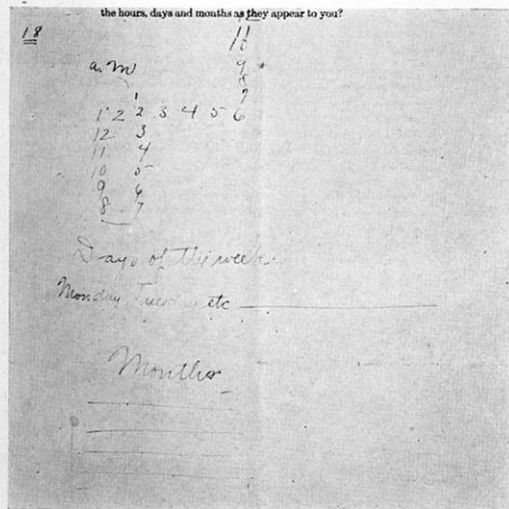 the hours, days and months as they appear to you?
18
11
10
a.m 9
8
1 7
1 2 2 3 4 5 6
12 3
11 4
10 5
9 6
8 7
Days of the week
Monday, Tuesday etc
Months